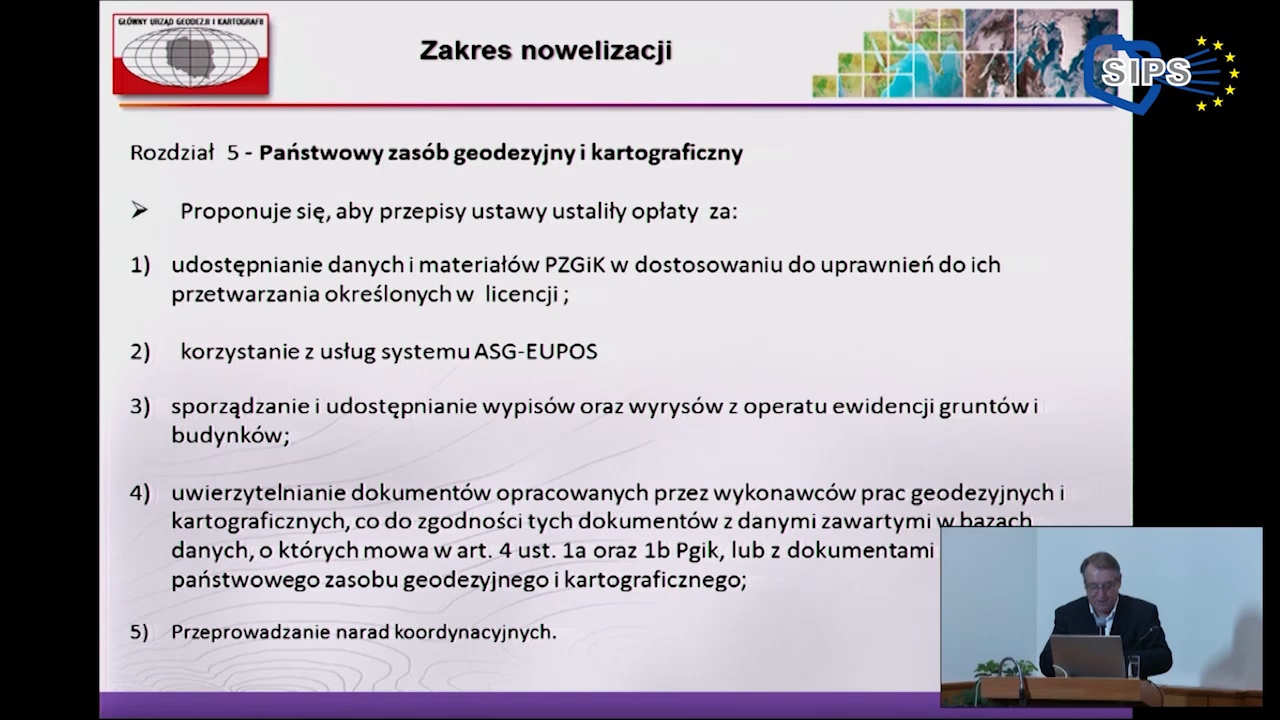 GŁÓWNY URZĄD GEODEZJI I KARTOGRAFII
Zakres nowelizacji
SIPS
Rozdział 5 - Państwowy zasób geodezyjny i kartograficzny
➢ Proponuje się, aby przepisy ustawy ustaliły opłaty za:
1) udostępnianie danych i materiałów PZGiK w dostosowaniu do uprawnień do ich
przetwarzania określonych w licencji ;
2) korzystanie z usług systemu ASG-EUPOS
3) sporządzanie i udostępnianie wypisów oraz wyrysów z operatu ewidencji gruntów i
budynków;
4) uwierzytelnianie dokumentów opracowanych przez wykonawców prac geodezyjnych i
kartograficznych, co do zgodności tych dokumentów z danymi zawartymi w bazach
danych, o których mowa w art. 4 ust. 1a oraz 1b Pgik, lub z dokumentami
państwowego zasobu geodezyjnego i kartograficznego;
5) Przeprowadzanie narad koordynacyjnych.